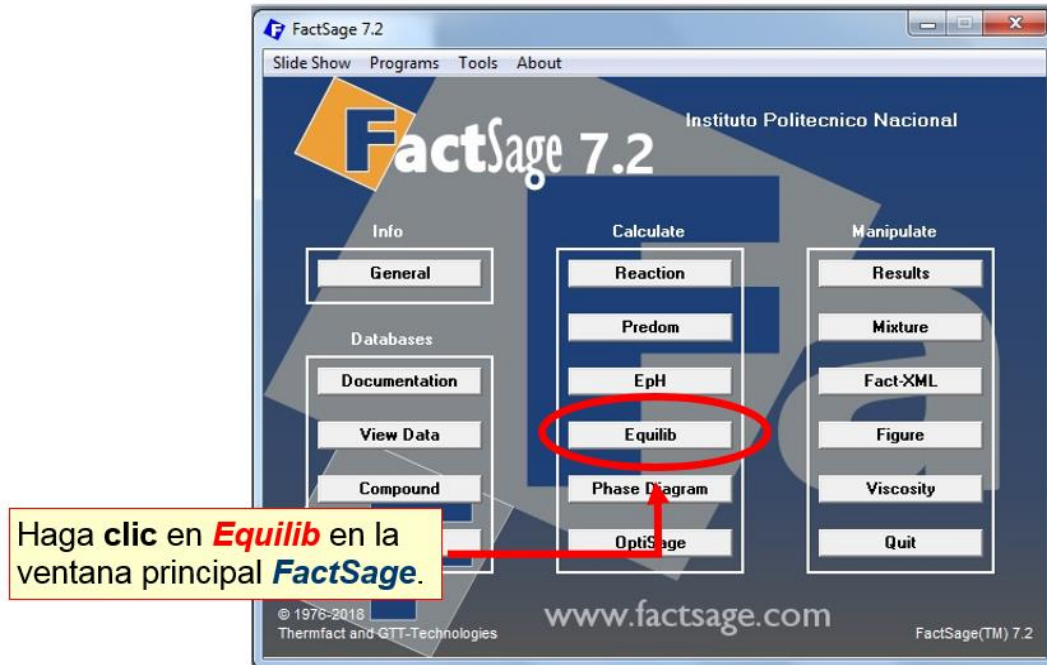 FactSage 7.2
Slide Show Programs Tools About
Instituto Politecnico Nacional
FactSage 7.2
Info
Calculate
Manipulate
General
Reaction
Results
Predom
Mixture
Databases
Documentation
EpH
Fact-XML
View Data
Equilib
Figure
Compound
Phase Diagram
Viscosity
OptiSage
Quit
Haga clic en Equilib en la
ventana principal FactSage.
© 1976-2018
Thermfact and GTT-Technologies
www.factsage.com
FactSage(TM) 7.2